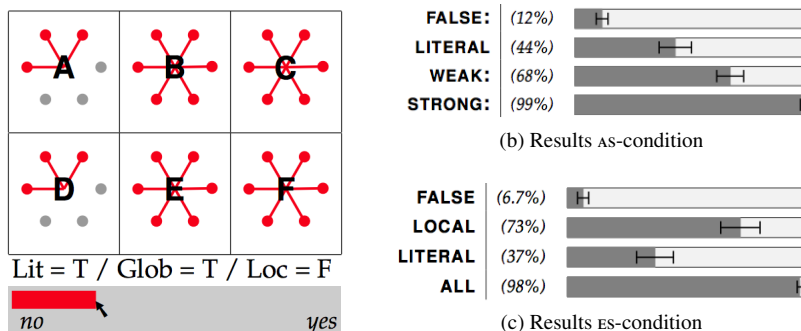 A B C
D E F
Lit = T / Glob = T / Loc = F
no yes
FALSE: (12%)
LITERAL (44%)
WEAK: (68%)
STRONG: (99%)
(b) Results AS-condition
FALSE (6.7%)
LOCAL (73%)
LITERAL (37%)
ALL (98%)
(c) Results ES-condition